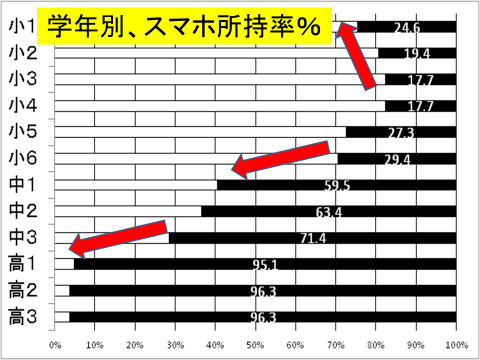 学年別、スマホ所持率%
小1 24.6
小2 19.4
小3 17.7
小4 17.7
小5 27.3
小6 29.4
中1 59.5
中2 63.4
中3 71.4
高1 95.1
高2 96.3
高3 96.3
0% 10% 20% 30% 40% 50% 60% 70% 80% 90% 100%